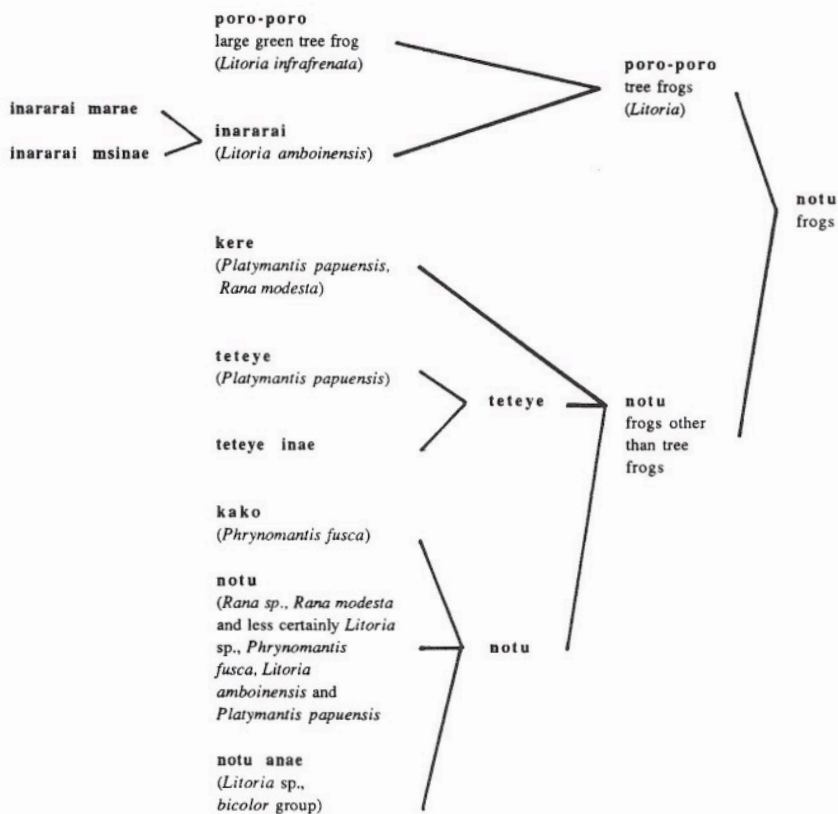 poro-poro
large green tree frog
(Litoria infrafrenata)
poro-poro
tree frogs
(Litoria)
inararai marae
inararai msinae
inararai
(Litoria amboinensis)
notu
frogs
kere
(Platymantis papuensis,
Rana modesta)
teteye
(Platymantis papuensis)
teteye
notu
frogs other
than tree
frogs
teteye inae
kako
(Phrynomantis fusca)
notu
(Rana sp., Rana modesta
and less certainly Litoria
sp., Phrynomantis
fusca, Litoria
amboinensis and
Platymantis papuensis
notu
notu anae
(Litoria sp.,
bicolor group)